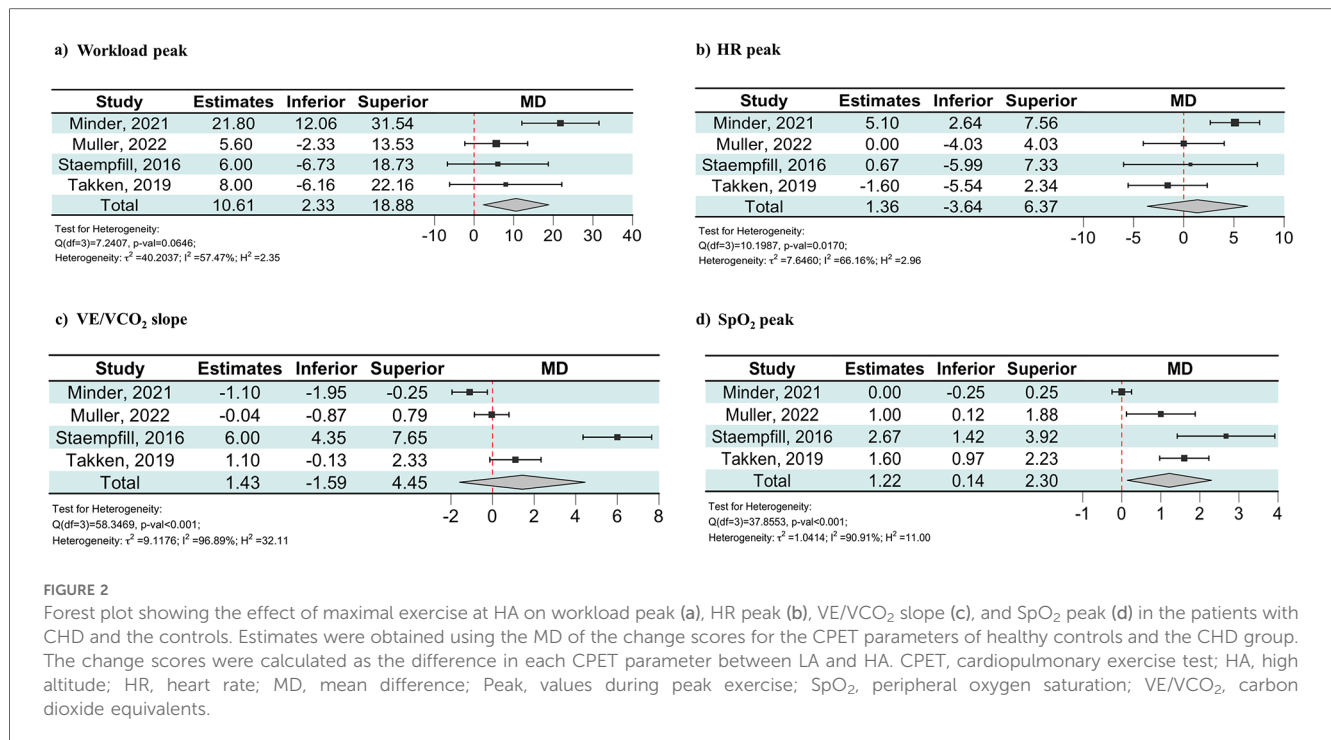 a) Workload peak
Study Estimates Inferior Superior MD
Minder, 2021 21.80 12.06 31.54
Muller, 2022 5.60 -2.33 13.53
Staempfill, 2016 6.00 -6.73 18.73
Takken, 2019 8.00 -6.16 22.16
Total 10.61 2.33 18.88
-10 0 10 20 30 40
Test for Heterogeneity:
Q(df=3)=7.2407, p-val=0.0646;
Heterogeneity: τ² =40.2037; I² =57.47%; H² =2.35
b) HR peak
Study Estimates Inferior Superior MD
Minder, 2021 5.10 2.64 7.56
Muller, 2022 0.00 -4.03 4.03
Staempfill, 2016 0.67 -5.99 7.33
Takken, 2019 -1.60 -5.54 2.34
Total 1.36 -3.64 6.37
-10 -5 0 5 10
Test for Heterogeneity:
Q(df=3)=10.1987, p-val=0.0170;
Heterogeneity: τ² =7.6460; I² =66.16%; H² =2.96
c) VE/VCO₂ slope
Study Estimates Inferior Superior MD
Minder, 2021 -1.10 -1.95 -0.25
Muller, 2022 -0.04 -0.87 0.79
Staempfill, 2016 6.00 4.35 7.65
Takken, 2019 1.10 -0.13 2.33
Total 1.43 -1.59 4.45
-2 0 2 4 6 8
Test for Heterogeneity:
Q(df=3)=58.3469, p-val<0.001;
Heterogeneity: τ² =9.1176; I² =96.89%; H² =32.11
d) SpO₂ peak
Study Estimates Inferior Superior MD
Minder, 2021 0.00 -0.25 0.25
Muller, 2022 1.00 0.12 1.88
Staempfill, 2016 2.67 1.42 3.92
Takken, 2019 1.60 0.97 2.23
Total 1.22 0.14 2.30
-1 0 1 2 3 4
Test for Heterogeneity:
Q(df=3)=37.8553, p-val<0.001;
Heterogeneity: τ² =1.0414; I² =90.91%; H² =11.00
FIGURE 2
Forest plot showing the effect of maximal exercise at HA on workload peak (a), HR peak (b), VE/VCO₂ slope (c), and SpO₂ peak (d) in the patients with
CHD and the controls. Estimates were obtained using the MD of the change scores for the CPET parameters of healthy controls and the CHD group.
The change scores were calculated as the difference in each CPET parameter between LA and HA. CPET, cardiopulmonary exercise test; HA, high
altitude; HR, heart rate; MD, mean difference; Peak, values during peak exercise; SpO₂, peripheral oxygen saturation; VE/VCO₂, carbon
dioxide equivalents.